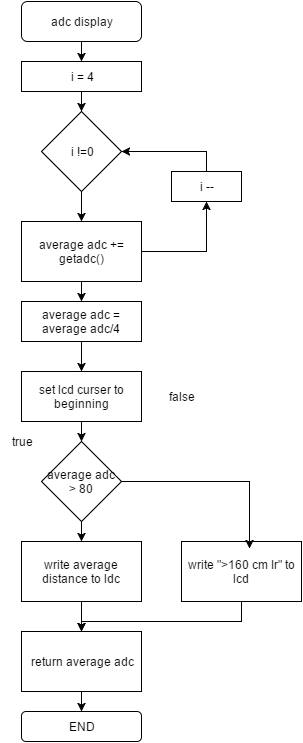 adc display
i = 4
i !=0
i --
average adc +=
getadc()
average adc =
average adc/4
set lcd curser to
beginning
false
true
average adc
> 80
write average
distance to ldc
write ">160 cm lr" to
lcd
return average adc
END